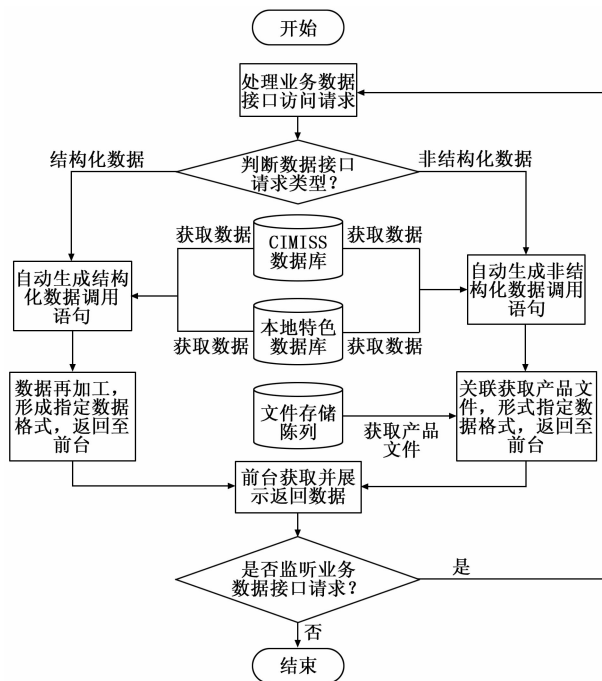 开始
处理业务数据
接口访问请求
结构化数据
判断数据接口
请求类型？
非结构化数据
获取数据
CIMISS
数据库
获取数据
自动生成结构
化数据调用
语句
自动生成非结
构化数据调用
语句
本地特色
数据库
获取数据
获取数据
数据再加工，
形成指定数据
格式，返回至
前台
文件存储
陈列
获取产品
文件
关联获取产品文
件，形式指定数
据格式，返回至
前台
前台获取并展
示返回数据
是否监听业务
数据接口请求？
是
否
结束